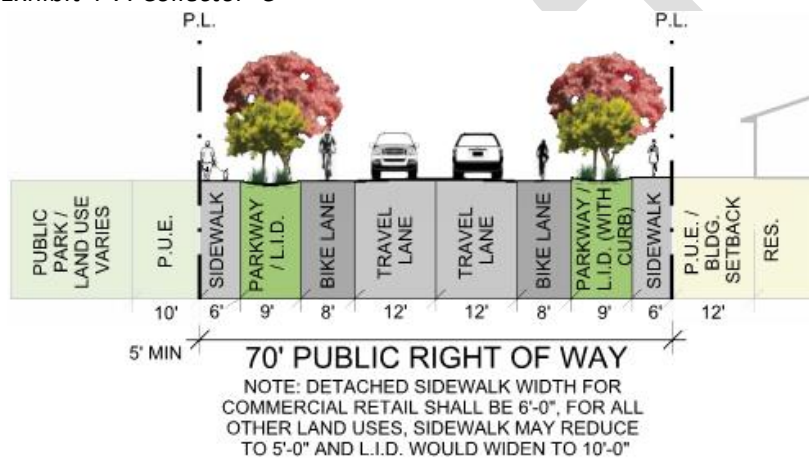 Exhibit 4-7: Collector "C"
P.L.
P.L.
PUBLIC
PARK /
LAND USE
VARIES
P.U.E.
SIDEWALK
PARKWAY
/ L.I.D.
BIKE LANE
TRAVEL
LANE
TRAVEL
LANE
BIKE LANE
PARKWAY /
L.I.D. (WITH
CURB)
SIDEWALK
P.U.E. /
BLDG.
SETBACK
RES.
10' 6' 9' 8' 12' 12' 8' 9' 6' 12'
5' MIN
70' PUBLIC RIGHT OF WAY
NOTE: DETACHED SIDEWALK WIDTH FOR
COMMERCIAL RETAIL SHALL BE 6'-0", FOR ALL
OTHER LAND USES, SIDEWALK MAY REDUCE
TO 5'-0" AND L.I.D. WOULD WIDEN TO 10'-0"